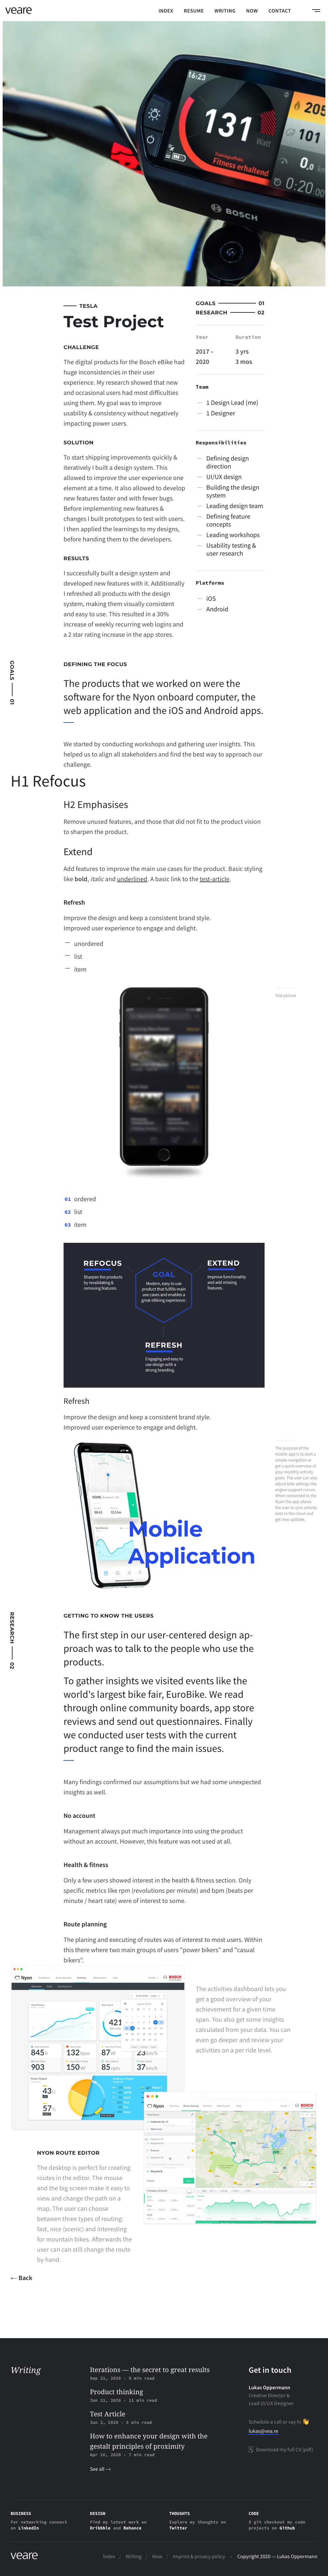 veare
INDEX RESUME WRITING NOW CONTACT
16:23
131
Watt
Trainingsfokus:
Fitness erhaltend
BOSCH
TESLA
Test Project
GOALS 01
RESEARCH 02
CHALLENGE
The digital products for the Bosch eBike had
huge inconsistencies in their user
experience. My research showed that new
and occasional users had most difficulties
using them. My goal was to improve
usability & consistency without negatively
impacting power users.
SOLUTION
To start shipping improvements quickly &
iteratively I built a design system. This
allowed to improve the user experience one
element at a time. It also allowed to develop
new features faster and with fewer bugs.
Before implementing new features &
changes I built prototypes to test with users.
I then applied the learnings to my designs,
before handing them to the developers.
RESULTS
I successfully built a design system and
developed new features with it. Additionally
I refreshed all products with the design
system, making them visually consistent
and easy to use. This resulted in a 30%
increase of weekly recurring web logins and
a 2 star rating increase in the app stores.
Year
Duration
2017 –
2020
3 yrs
3 mos
Team
1 Design Lead (me)
1 Designer
Responsibilities
Defining design
direction
UI/UX design
Building the design
system
Leading design team
Defining feature
concepts
Leading workshops
Usability testing &
user research
Platforms
iOS
Android
GOALS 01
DEFINING THE FOCUS
The products that we worked on were the
software for the Nyon onboard computer, the
web application and the iOS and Android apps.
We started by conducting workshops and gathering user insights. This
helped us to align all stakeholders and find the best way to approach our
challenge.
H1 Refocus
H2 Emphasises
Remove unused features, and those that did not fit to the product vision
to sharpen the product.
Extend
Add features to improve the main use cases for the product. Basic styling
like bold, italic and underlined. A basic link to the test-article.
Refresh
Improve the design and keep a consistent brand style.
Improved user experience to engage and delight.
unordered
list
item
Test picture
01 ordered
02 list
03 item
REFOCUS
Sharpen the products
by revalidating &
removing features.
GOAL
Modern, easy to use
product that fulfills main
use cases and enables a
great eBiking experience.
EXTEND
Improve functionality
and add missing
features.
REFRESH
Engaging and easy to
use design with a
strong branding.
Refresh
Improve the design and keep a consistent brand style.
Improved user experience to engage and delight.
Mobile
Application
The purpose of the
mobile app is to start a
simple navigation or
get a quick overview of
your monthly activity
goals. The user can also
adjust bike settings like
engine support curves.
When connected to the
Nyon the app allows
the user to sync activity
data to the cloud and
get new updates.
RESEARCH 02
GETTING TO KNOW THE USERS
The first step in our user-centered design ap-
proach was to talk to the people who use the
products.
To gather insights we visited events like the
world's largest bike fair, EuroBike. We read
through online community boards, app store
reviews and send out questionnaires. Finally
we conducted user tests with the current
product range to find the main issues.
Many findings confirmed our assumptions but we had some unexpected
insights as well.
No account
Management always put much more importance into using the product
without an account. However, this feature was not used at all.
Health & fitness
Only a few users showed interest in the health & fitness section. Only
specific metrics like rpm (revolutions per minute) and bpm (beats per
minute / heart rate) were of interest to some.
Route planning
The planing and executing of routes was of interest to most users. Within
this there where two main groups of users "power bikers" and "casual
bikers".
Nyon
BOSCH
The activities dashboard lets you
get a good overview of your
achievement for a given time
span. You also get some insights
calculated from your data. You can
even go deeper and review your
activities on a per ride level.
Nyon
BOSCH
NYON ROUTE EDITOR
The desktop is perfect for creating
routes in the editor. The mouse
and the big screen make it easy to
view and change the path on a
map. The user can choose
between three types of routing:
fast, nice (scenic) and interesting
for mountain bikes. Afterwards the
user can can still change the route
by hand.
← Back
Writing
Iterations — the secret to great results
Sep 21, 2020 · 9 min read
Product thinking
Jun 21, 2020 · 11 min read
Test Article
Jun 2, 2020 · 5 min read
How to enhance your design with the
gestalt principles of proximity
Apr 16, 2020 · 7 min read
See all →
Get in touch
Lukas Oppermann
Creative Director &
Lead UI/UX Designer
Schedule a call or say hi 👋
lukas@vea.re
Download my full CV (pdf)
BUSINESS
For networking connect
on LinkedIn
DESIGN
Find my latest work on
Dribbble and Behance
THOUGHTS
Explore my thoughts on
Twitter
CODE
$ git checkout my code
projects on Github
veare
Index / Writing / Now / Imprint & privacy policy · Copyright 2020 — Lukas Oppermann